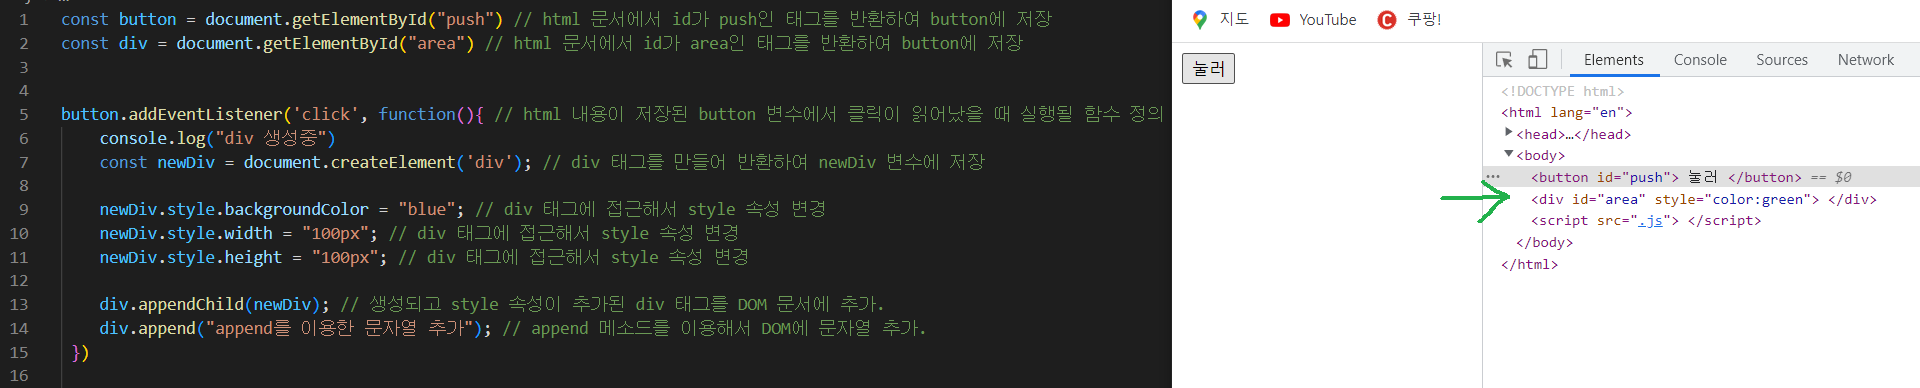 1 const button = document.getElementById("push") // html 문서에서 id가 push인 태그를 반환하여 button에 저장
2 const div = document.getElementById("area") // html 문서에서 id가 area인 태그를 반환하여 button에 저장
3
4
5 button.addEventListener('click', function(){ // html 내용이 저장된 button 변수에서 클릭이 읽어났을 때 실행될 함수 정의
6 console.log("div 생성중")
7 const newDiv = document.createElement('div'); // div 태그를 만들어 반환하여 newDiv 변수에 저장
8
9 newDiv.style.backgroundColor = "blue"; // div 태그에 접근해서 style 속성 변경
10 newDiv.style.width = "100px"; // div 태그에 접근해서 style 속성 변경
11 newDiv.style.height = "100px"; // div 태그에 접근해서 style 속성 변경
12
13 div.appendChild(newDiv); // 생성되고 style 속성이 추가된 div 태그를 DOM 문서에 추가.
14 div.append("append를 이용한 문자열 추가"); // append 메소드를 이용해서 DOM에 문자열 추가.
15 })
16
지도 YouTube 쿠팡!
눌러
Elements Console Sources Network
<!DOCTYPE html>
<html lang="en">
<head>…</head>
<body>
<button id="push"> 눌러 </button> == $0
<div id="area" style="color:green"> </div>
<script src=".js"> </script>
</body>
</html>